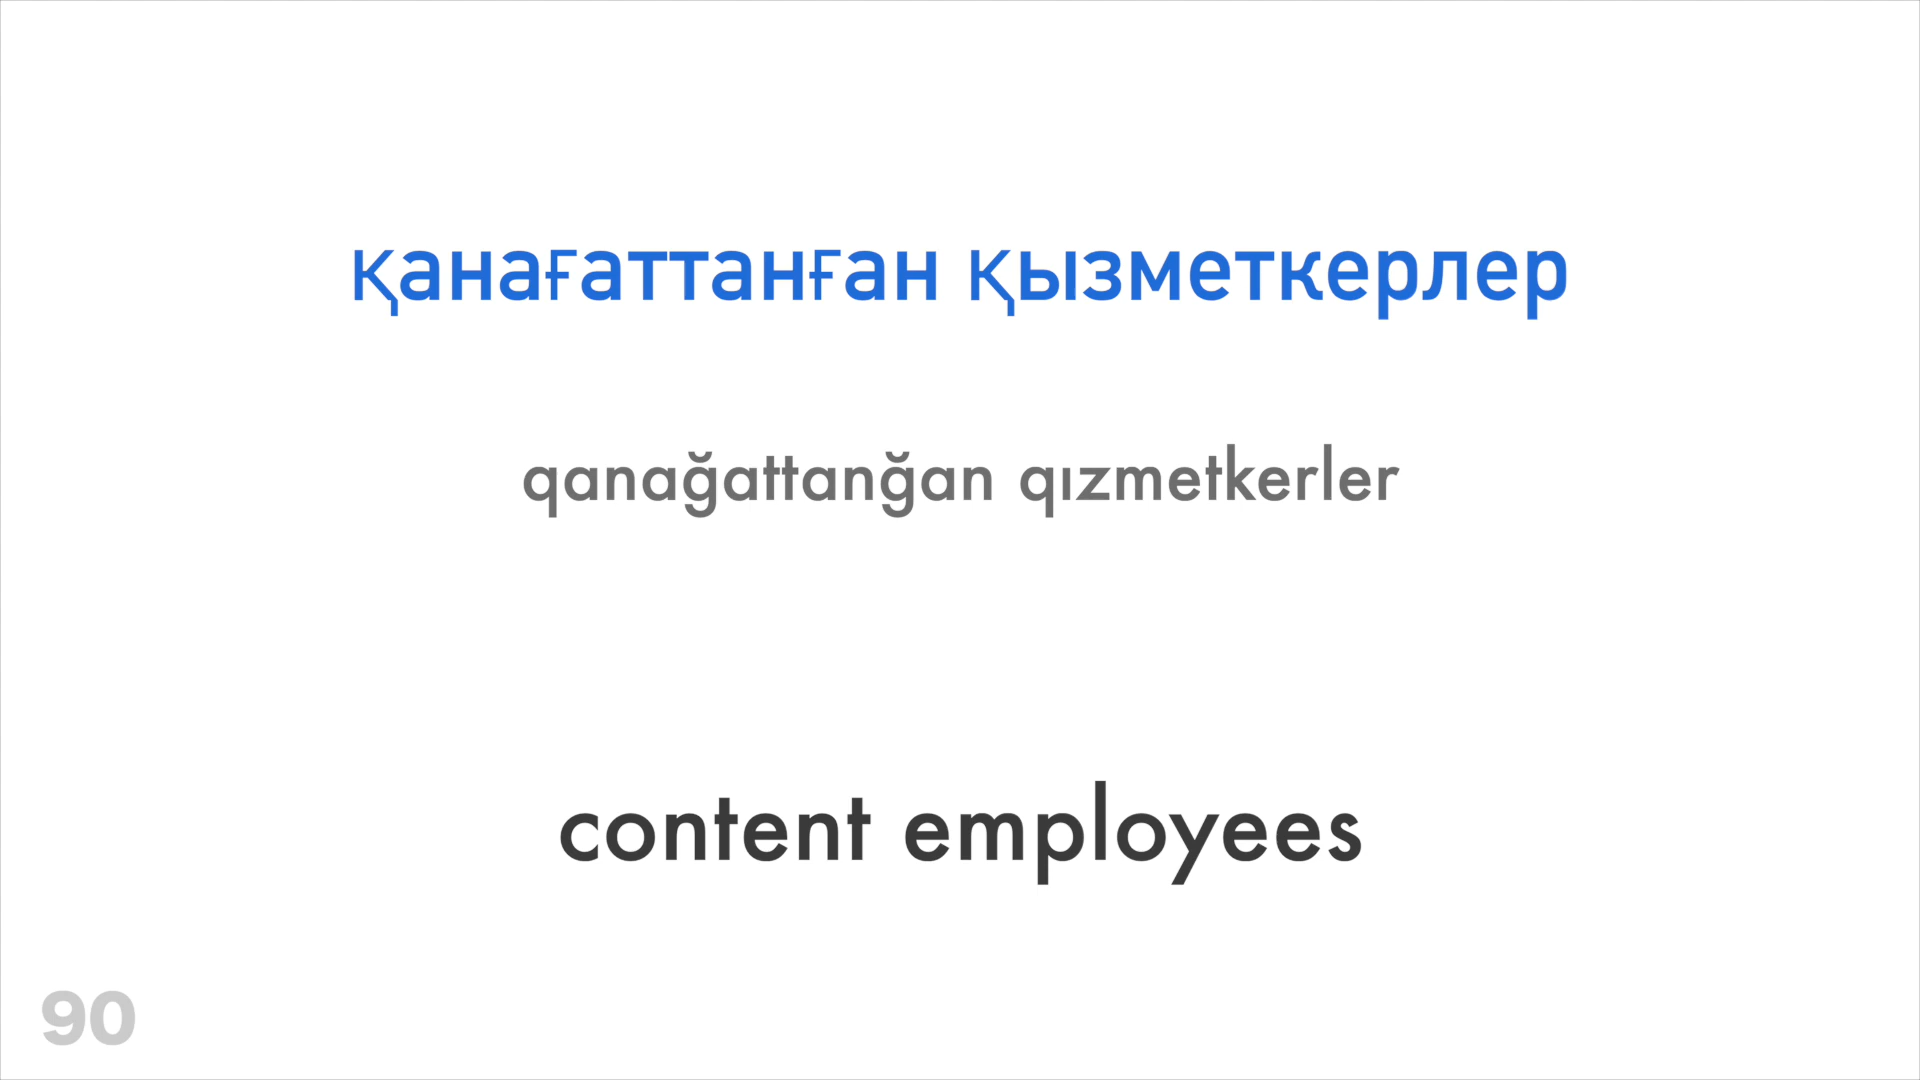 қанағаттанған қызметкерлер
qanağattanğan qızmetkerler
content employees
90